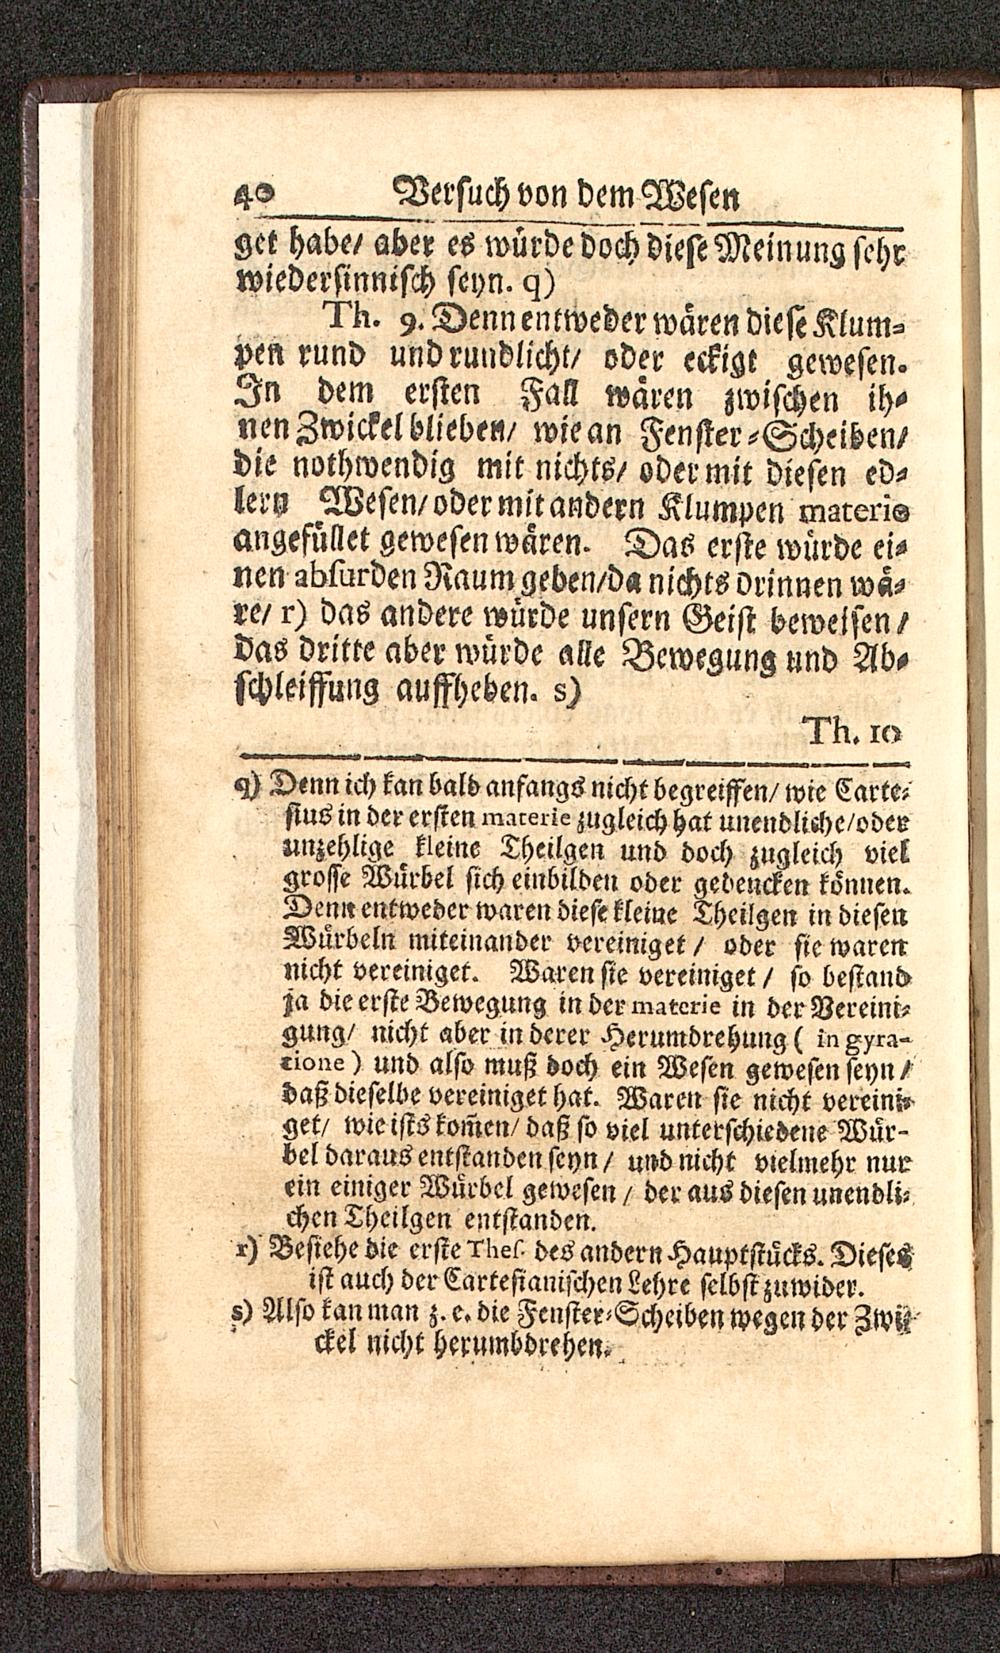 40 Versuch von dem Wesen
get habe/ aber es würde doch diese Meinung sehr
wiedersinnisch seyn. q)
Th. 9. Denn entweder wären diese Klum-
pen rund und rundlicht/ oder eckigt gewesen.
In dem ersten Fall wären zwischen ih-
nen Zwickel blieben/ wie an Fenster-Scheiben/
die nothwendig mit nichts/ oder mit diesen ed-
lern Wesen/ oder mit andern Klumpen materie
angefüllet gewesen wären. Das erste würde ei-
nen absurden Raum geben/ da nichts drinnen wä-
re/ r) das andere würde unsern Geist beweisen/
das dritte aber würde alle Bewegung und Ab-
schleiffung auffheben. s)
Th. 10
q) Denn ich kan bald anfangs nicht begreiffen/ wie Carte-
sius in der ersten materie zugleich hat unendliche/ oder
unzehlige kleine Theilgen und doch zugleich viel
grosse Würbel sich einbilden oder gedencken können.
Denn entweder waren diese kleine Theilgen in diesen
Würbeln miteinander vereiniget / oder sie waren
nicht vereiniget. Waren sie vereiniget / so bestand
ja die erste Bewegung in der materie in der Vereini-
gung/ nicht aber in derer Herumdrehung ( in gyra-
tione ) und also muß doch ein Wesen gewesen seyn /
daß dieselbe vereiniget hat. Waren sie nicht vereini-
get/ wie ists kom̃en/ daß so viel unterschiedene Wür-
bel daraus entstanden seyn / und nicht vielmehr nur
ein einiger Würbel gewesen / der aus diesen unendli-
chen Theilgen entstanden.
r) Besiehe die erste Thes. des andern Hauptstücks. Dieses
ist auch der Cartesianischen Lehre selbst zuwider.
s) Also kan man z. e. die Fenster-Scheiben wegen der Zwi-
ckel nicht herumbdrehen.